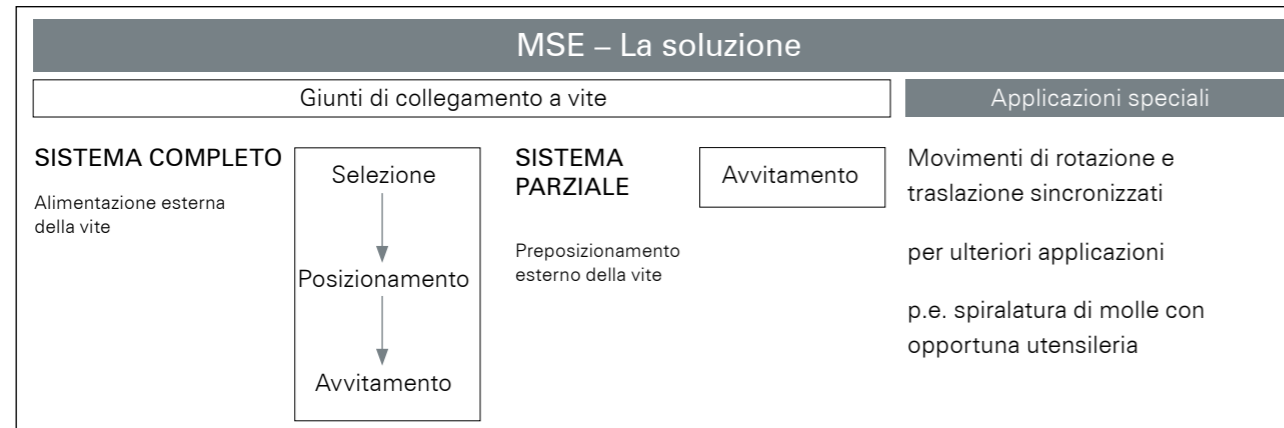 MSE – La soluzione
Giunti di collegamento a vite
Applicazioni speciali
SISTEMA COMPLETO
Alimentazione esterna
della vite
Selezione
Posizionamento
Avvitamento
SISTEMA
PARZIALE
Preposizionamento
esterno della vite
Avvitamento
Movimenti di rotazione e
traslazione sincronizzati
per ulteriori applicazioni
p.e. spiralatura di molle con
opportuna utensileria